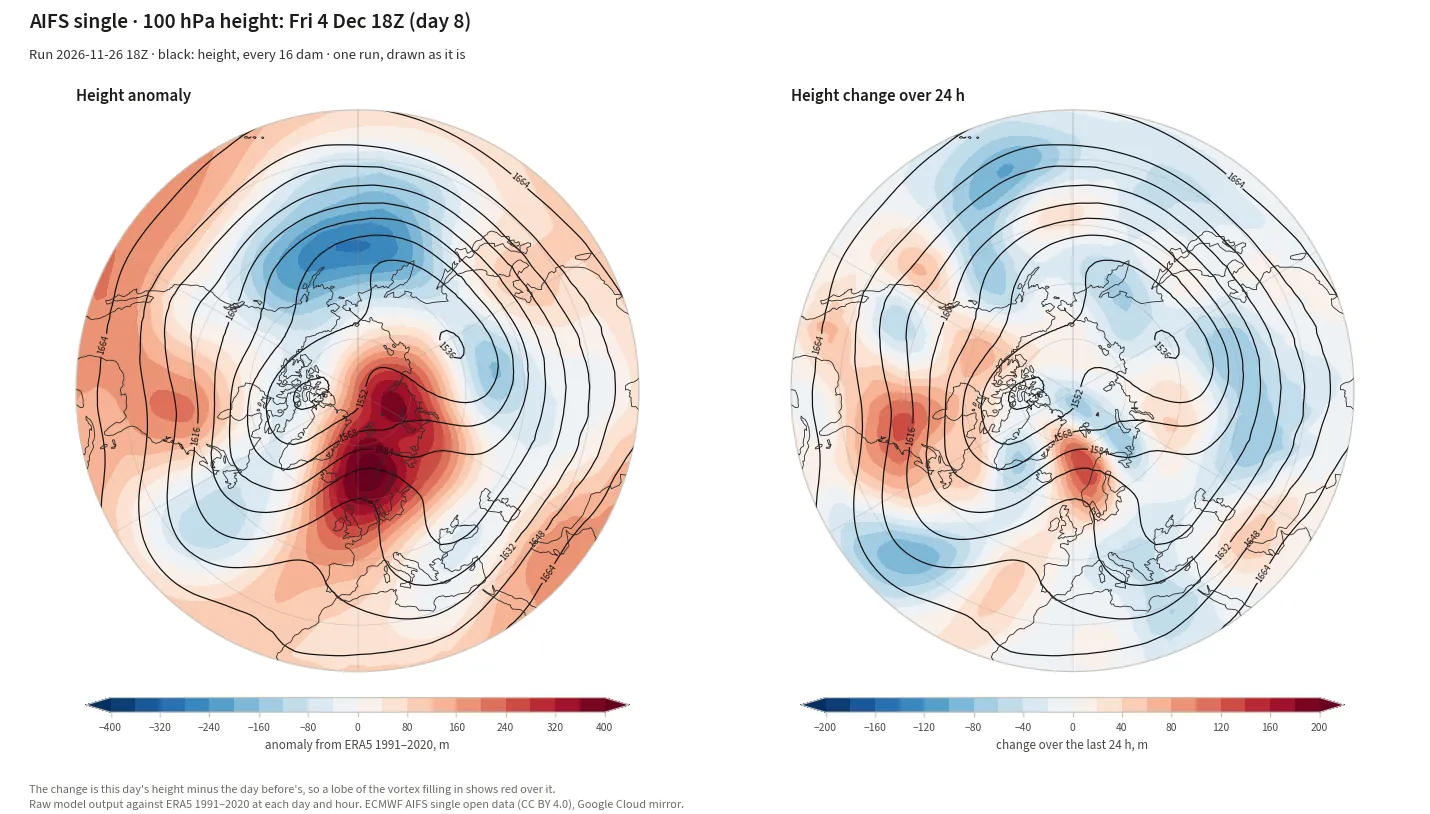 AIFS single · 100 hPa height: Fri 4 Dec 18Z (day 8)
Run 2026-11-26 18Z · black: height, every 16 dam · one run, drawn as it is
Height anomaly
Height change over 24 h
1664
1664
1664
1616
1536
1552
1568
1584
1632
1648
1664
1664
1664
1616
1536
1552
1568
1584
1632
1648
1664
−400 −320 −240 −160 −80 0 80 160 240 320 400
anomaly from ERA5 1991–2020, m
−200 −160 −120 −80 −40 0 40 80 120 160 200
change over the last 24 h, m
The change is this day's height minus the day before's, so a lobe of the vortex filling in shows red over it.
Raw model output against ERA5 1991–2020 at each day and hour. ECMWF AIFS single open data (CC BY 4.0), Google Cloud mirror.